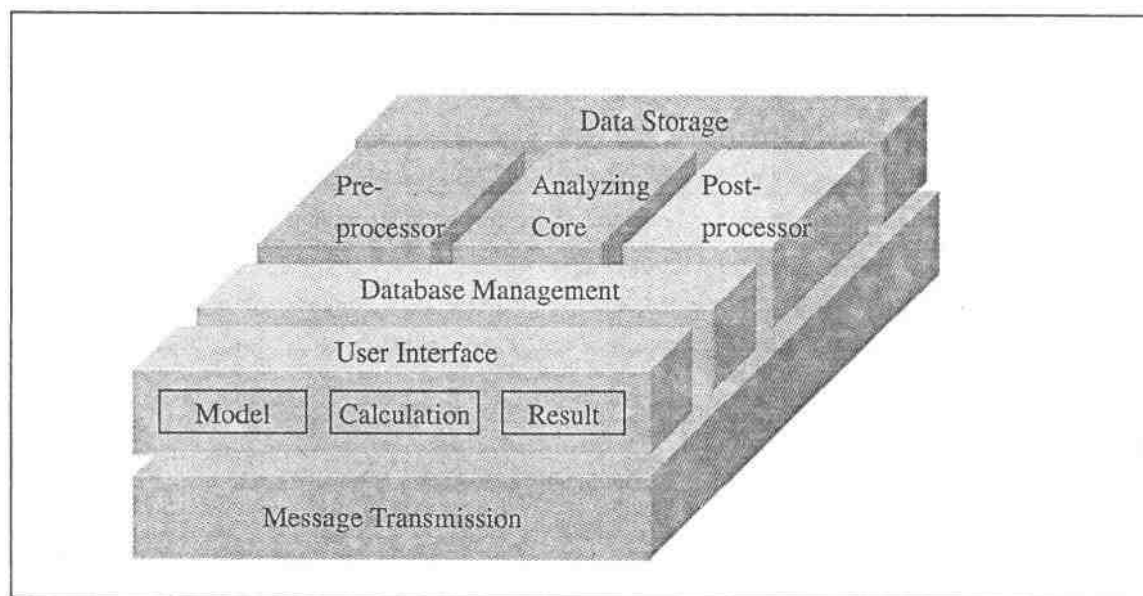 Data Storage
Pre-
processor
Analyzing
Core
Post-
processor
Database Management
User Interface
Model
Calculation
Result
Message Transmission